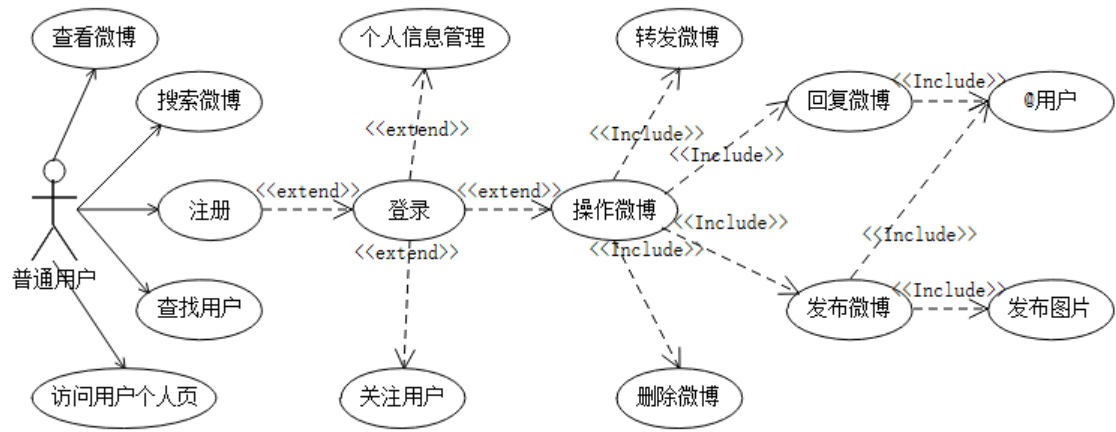 查看微博
个人信息管理
转发微博
搜索微博
回复微博
<<Include>>
@用户
<<extend>>
<<Include>>
<<Include>>
注册
<<extend>>
登录
<<extend>>
操作微博
<<Include>>
<<Include>>
<<extend>>
<<Include>>
普通用户
查找用户
发布微博
<<Include>>
发布图片
访问用户个人页
关注用户
删除微博